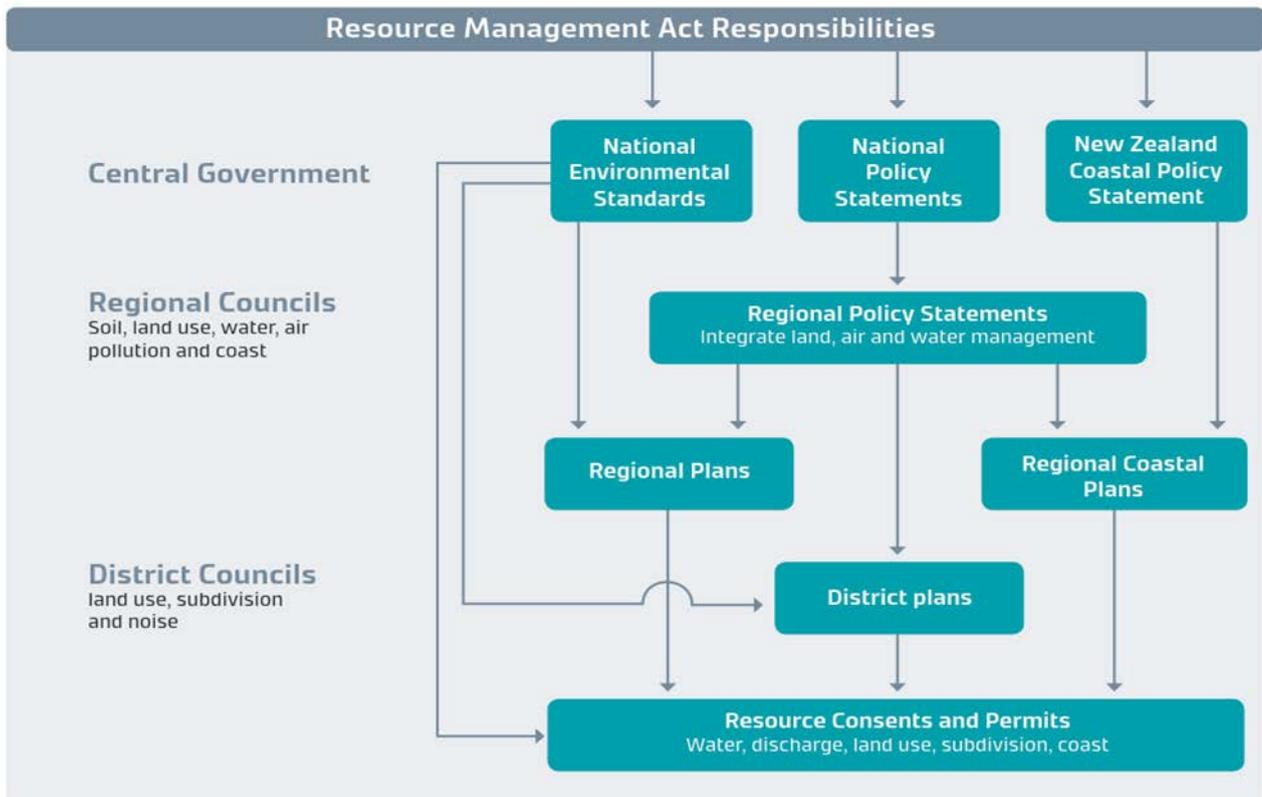 Resource Management Act Responsibilities
Central Government
National
Environmental
Standards
National
Policy
Statements
New Zealand
Coastal Policy
Statement
Regional Councils
Soil, land use, water, air
pollution and coast
Regional Policy Statements
Integrate land, air and water management
Regional Plans
Regional Coastal
Plans
District Councils
land use, subdivision
and noise
District plans
Resource Consents and Permits
Water, discharge, land use, subdivision, coast